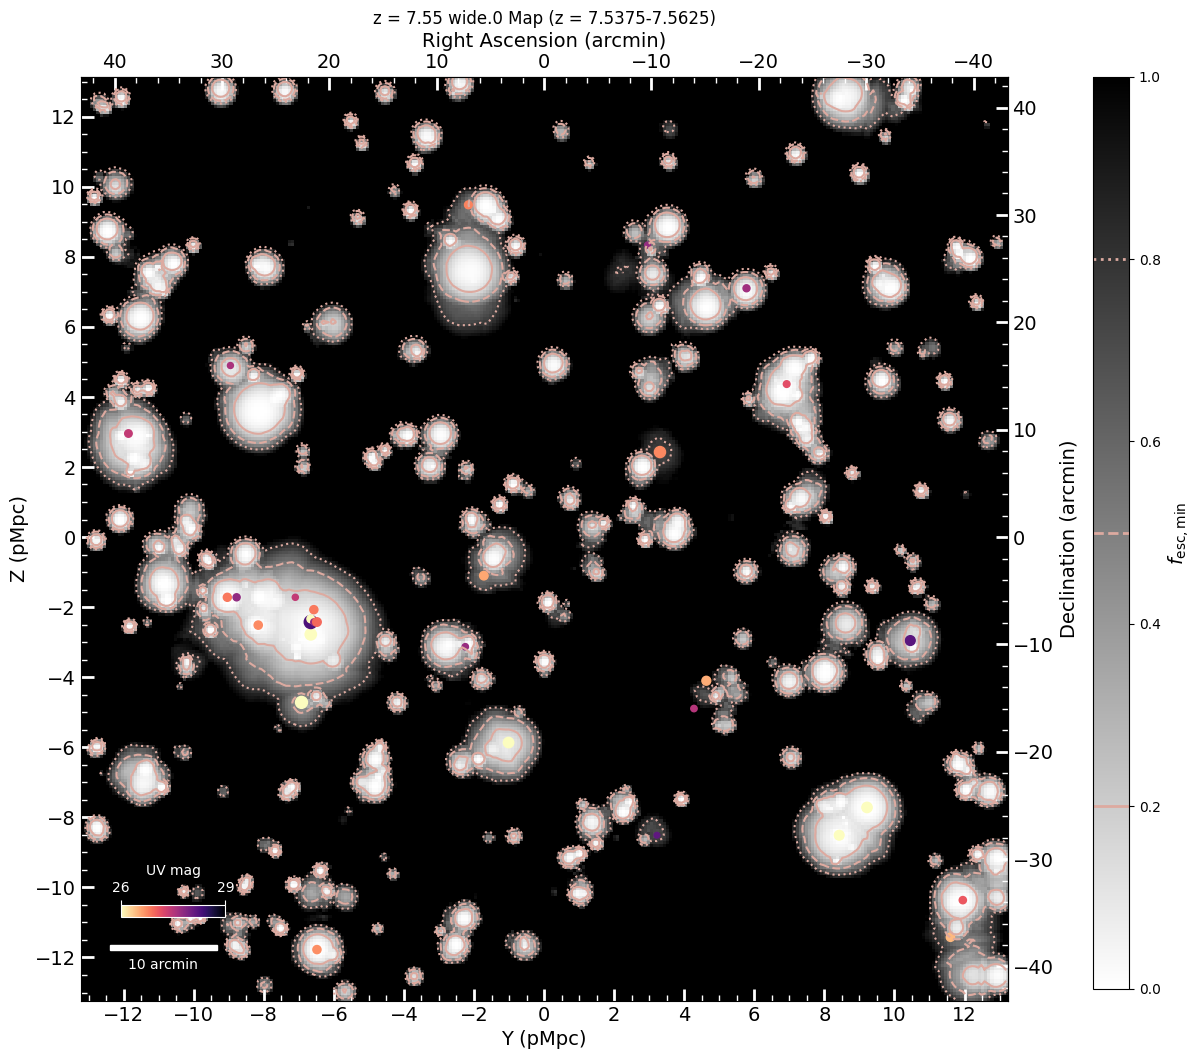 z = 7.55 wide.0 Map (z = 7.5375-7.5625)
Right Ascension (arcmin)
40 30 20 10 0 −10 −20 −30 −40
12 10 8 6 4 2 0 −2 −4 −6 −8 −10 −12
Z (pMpc)
40 30 20 10 0 −10 −20 −30 −40
Declination (arcmin)
1.0 0.8 0.6 0.4 0.2 0.0
fesc,min
UV mag
26 29
10 arcmin
−12 −10 −8 −6 −4 −2 0 2 4 6 8 10 12
Y (pMpc)